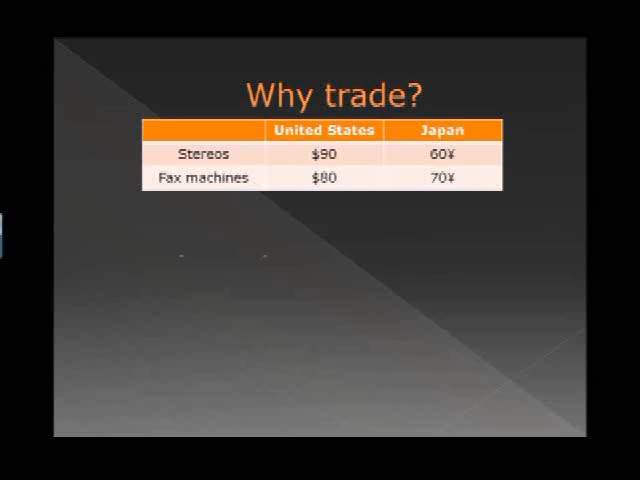 Why trade?
United States Japan
Stereos $90 60¥
Fax machines $80 70¥